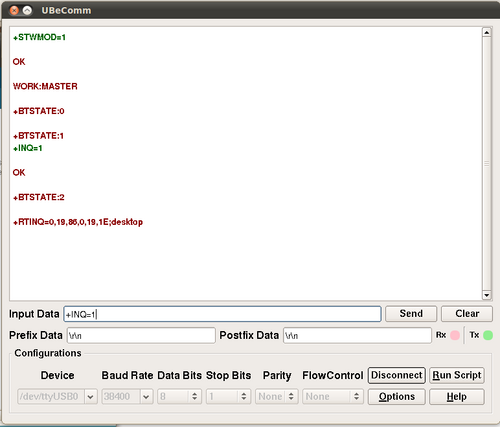 UBeComm
+STWMOD=1
OK
WORK:MASTER
+BTSTATE:0
+BTSTATE:1
+INQ=1
OK
+BTSTATE:2
+RTINQ=0,19,86,0,19,1E;desktop
Input Data +INQ=1 Send Clear
Prefix Data \r\n Postfix Data \r\n Rx Tx
Configurations
Device Baud Rate Data Bits Stop Bits Parity FlowControl Disconnect Run Script
/dev/ttyUSB0 38400 8 1 None None Options Help